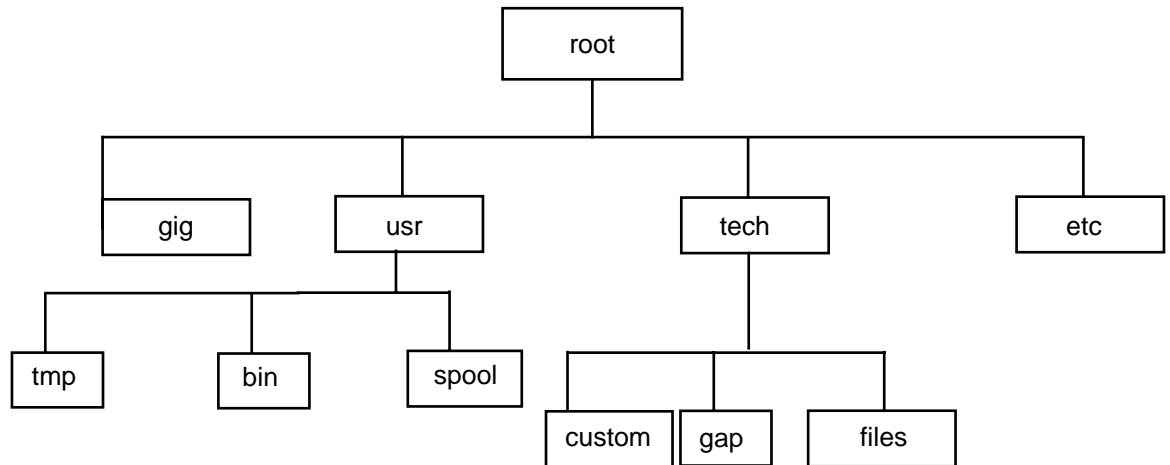 root
gig
usr
tech
etc
tmp
bin
spool
custom
gap
files